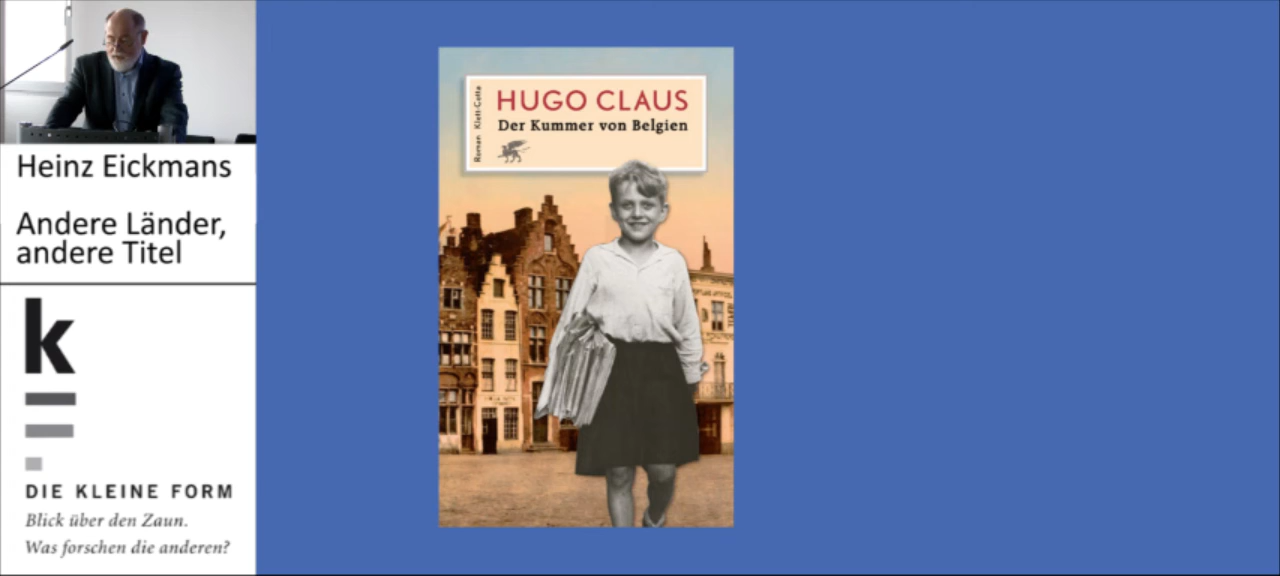 Heinz Eickmans
Andere Länder,
andere Titel
k
DIE KLEINE FORM
Blick über den Zaun.
Was forschen die anderen?
Roman Klett-Cotta
HUGO CLAUS
Der Kummer von Belgien